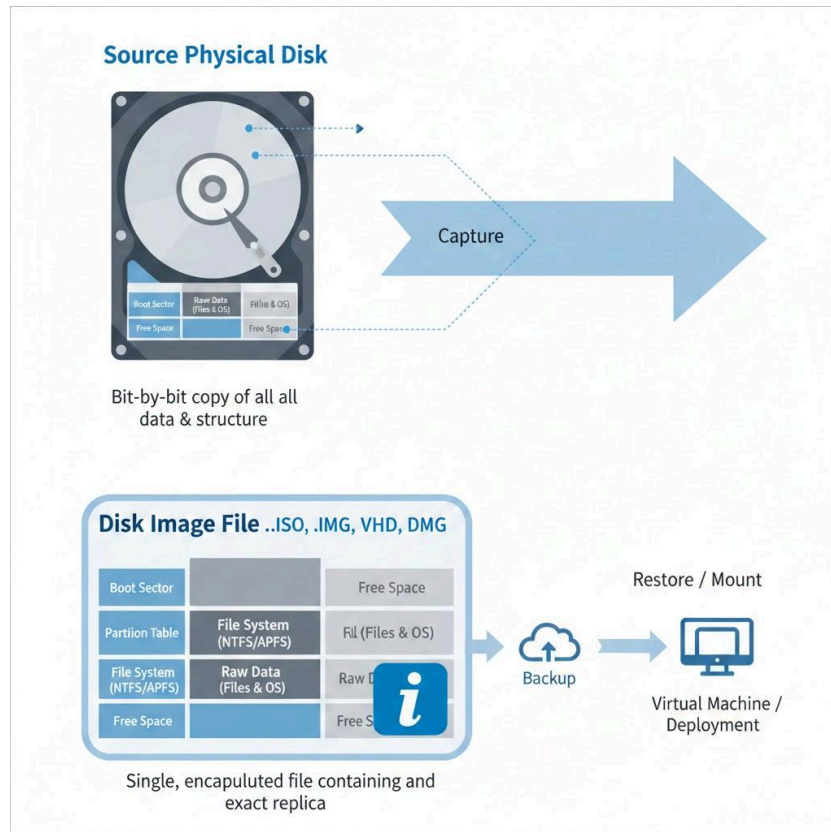 Source Physical Disk
Capture
Boot Sector
Raw Data
(Files & OS)
& OS)
Free Space
Free Space
Bit-by-bit copy of all all
data & structure
Disk Image File ..ISO, .IMG, VHD, DMG
Boot Sector
Free Space
Partiion Table
File System
(NTFS/APFS)
(Files & OS)
File System
(NTFS/APFS)
Raw Data
(Files & OS)
Raw
Free Space
Free
Restore / Mount
Backup
Virtual Machine /
Deployment
Single, encapuluted file containing and
exact replica